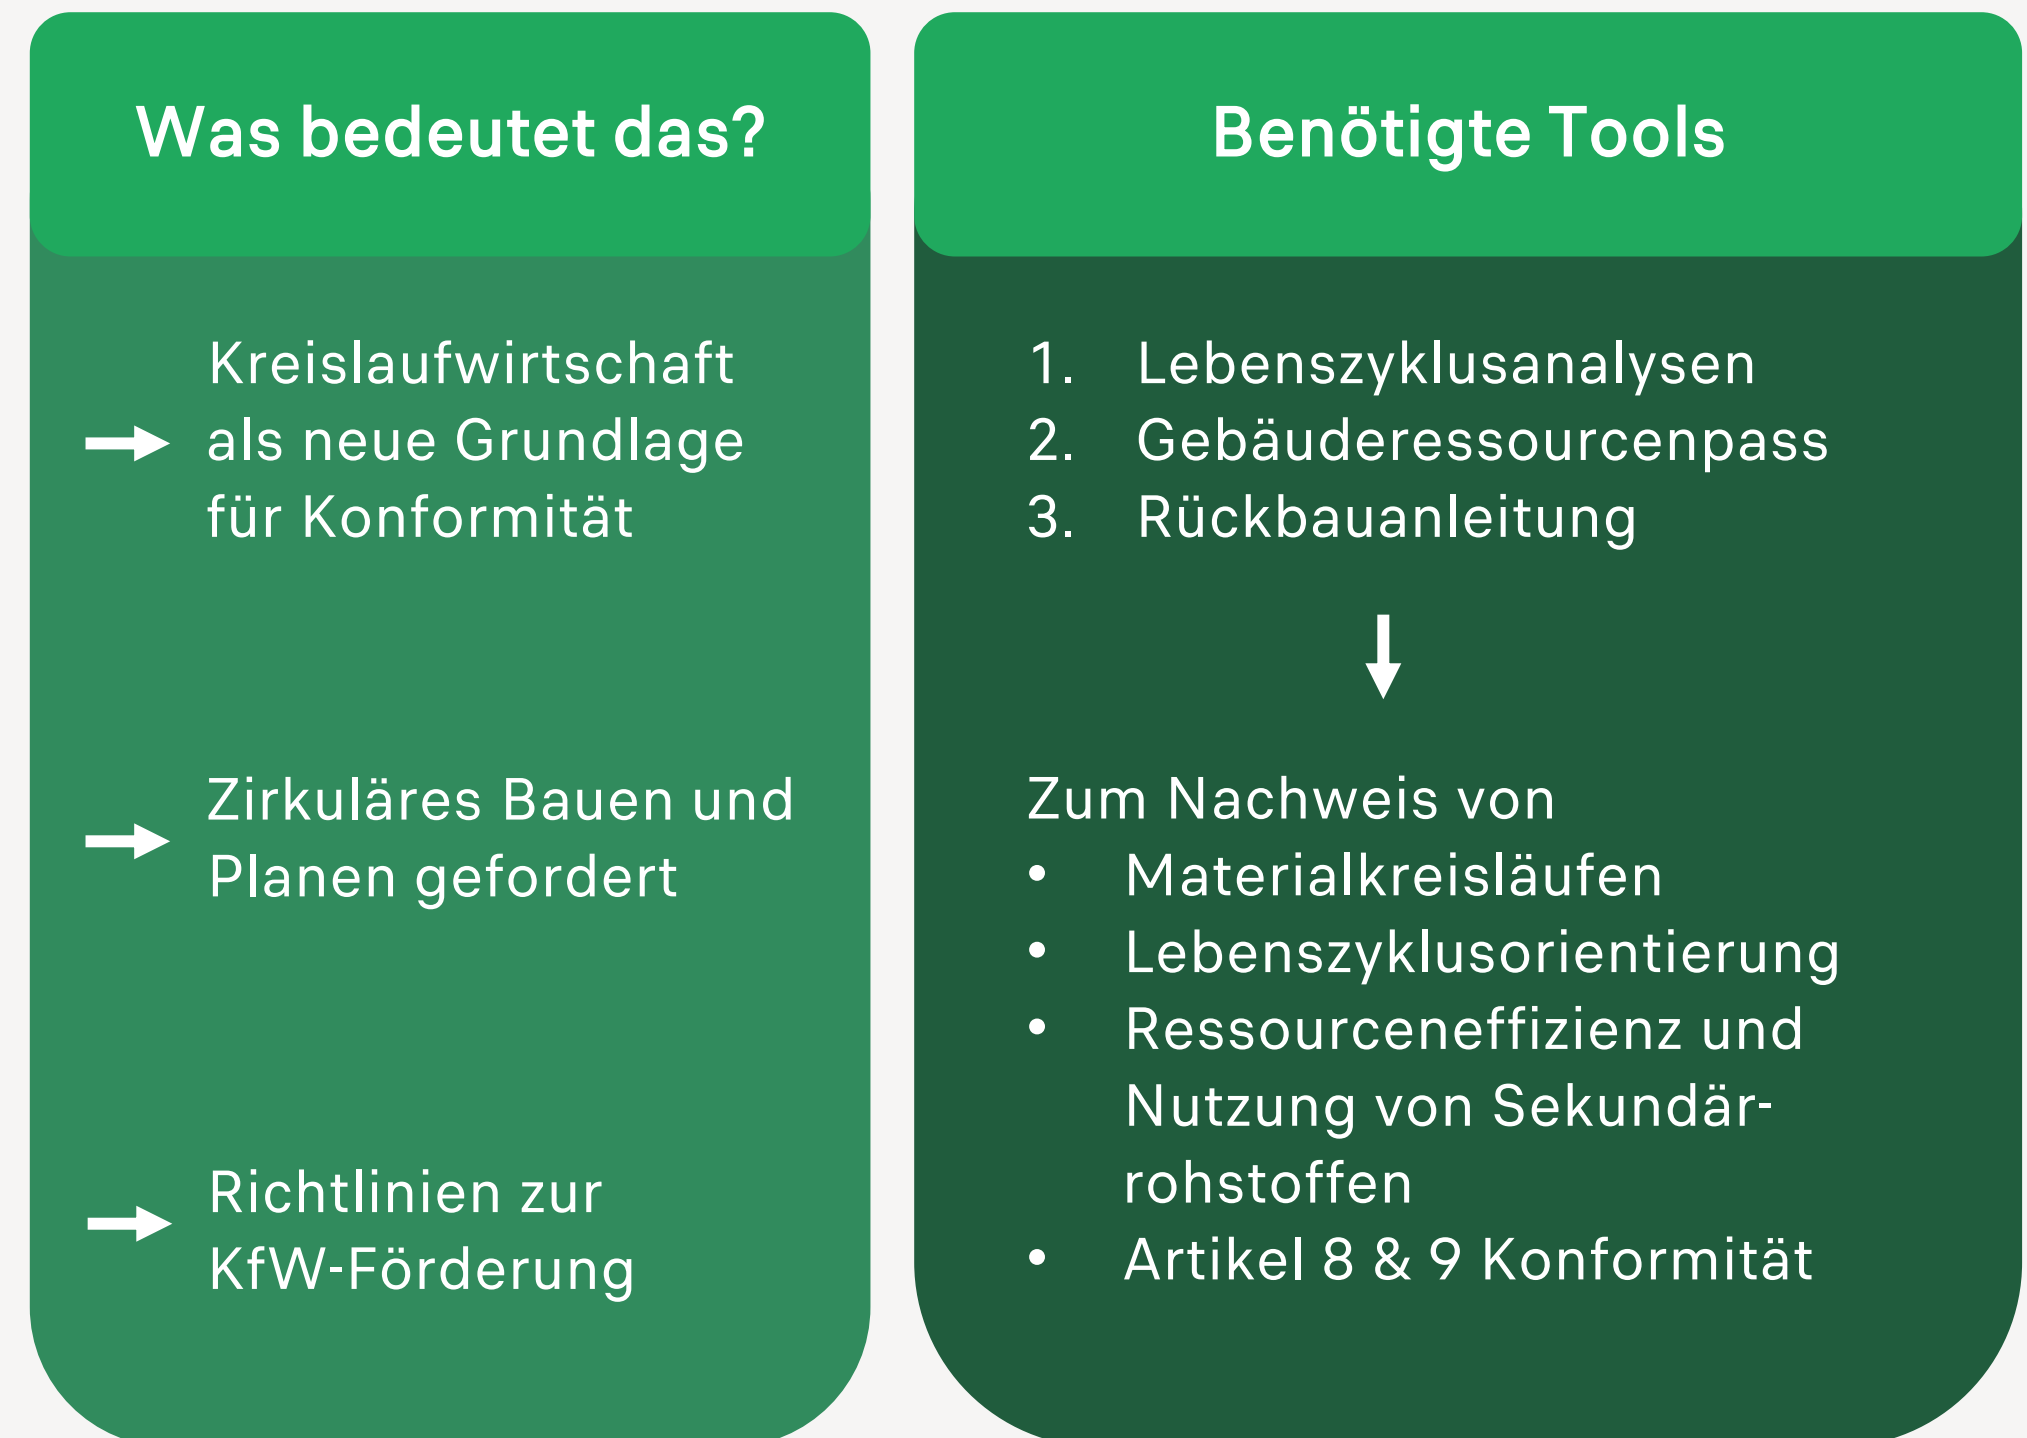 Was bedeutet das?
Kreislaufwirtschaft
als neue Grundlage
für Konformität
Zirkuläres Bauen und
Planen gefordert
Richtlinien zur
KfW-Förderung
Benötigte Tools
1. Lebenszyklusanalysen
2. Gebäuderessourcenpass
3. Rückbauanleitung
Zum Nachweis von
• Materialkreisläufen
• Lebenszyklusorientierung
• Ressourceneffizienz und
Nutzung von Sekundär-
rohstoffen
• Artikel 8 & 9 Konformität